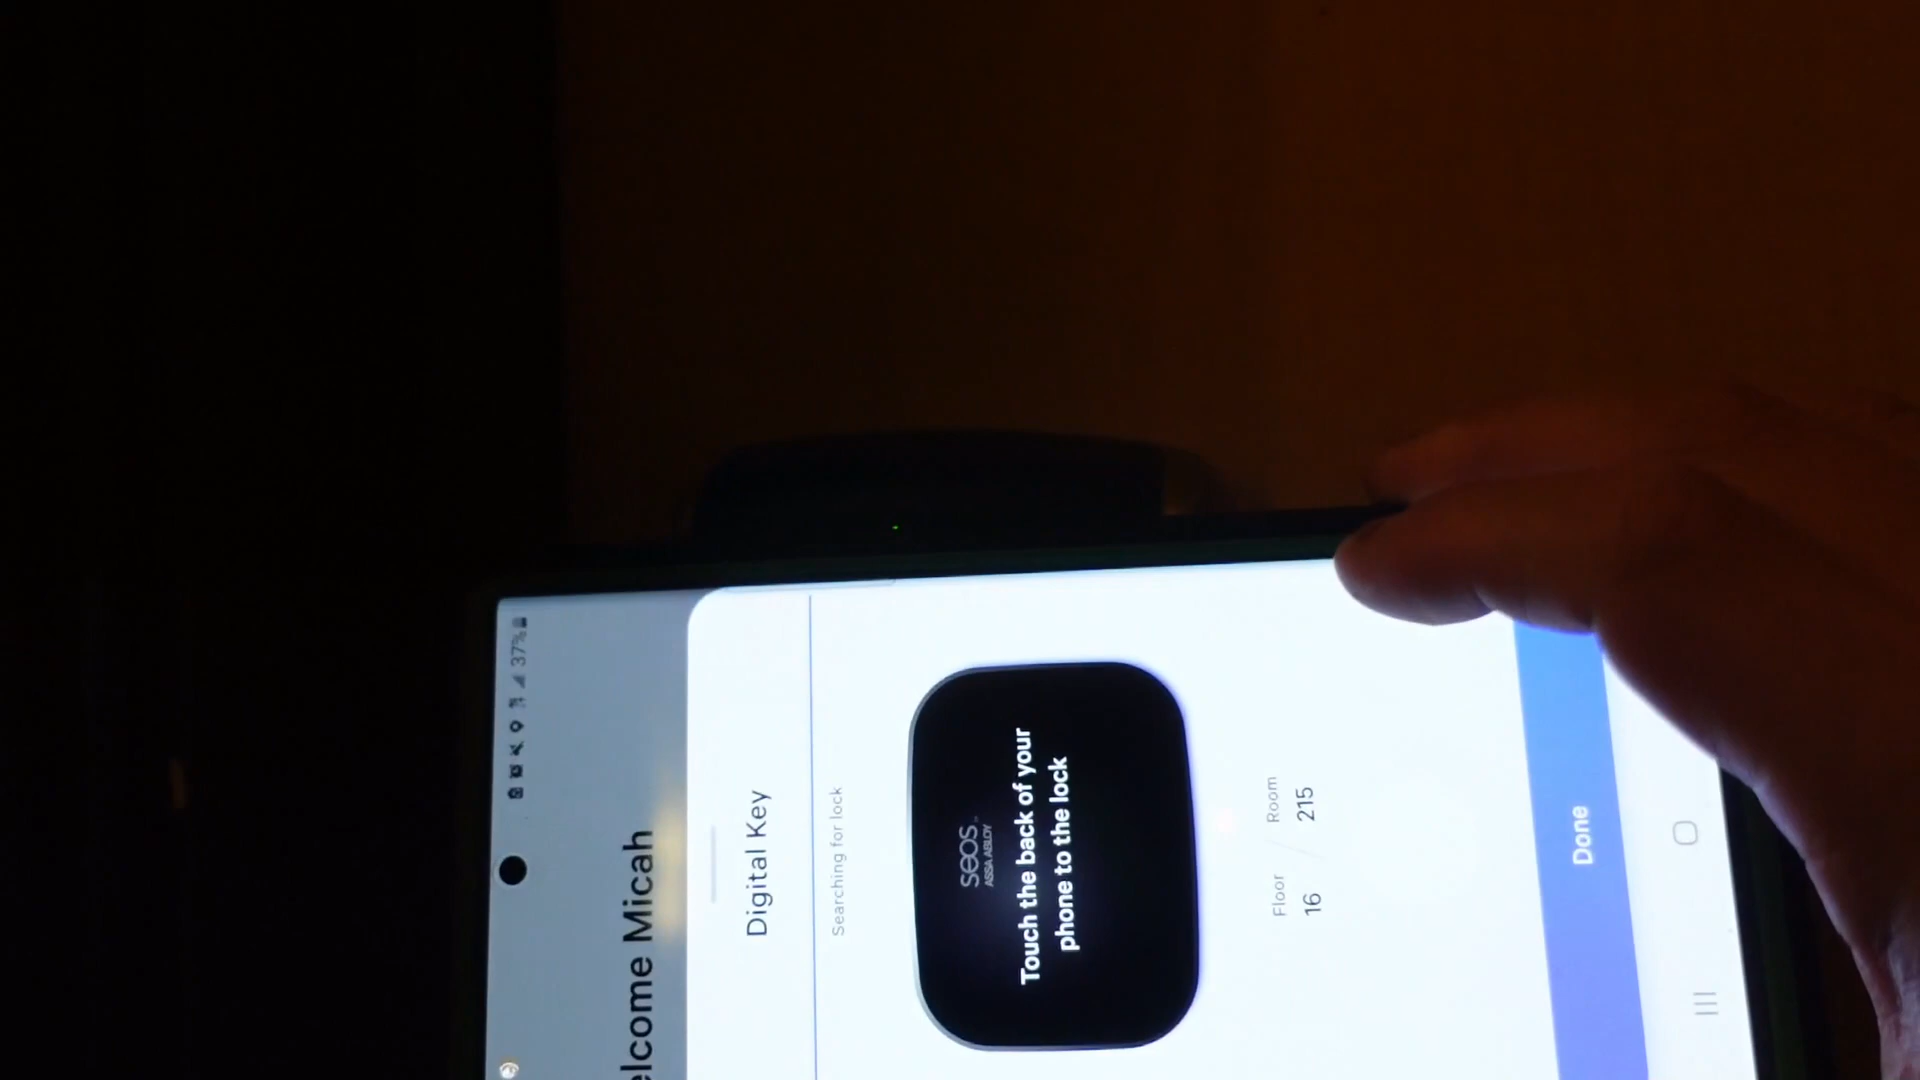 37%
elcome Micah
Digital Key
Searching for lock
seos
ASSA ABLOY
Touch the back of your
phone to the lock
Floor / Room
16 215
Done